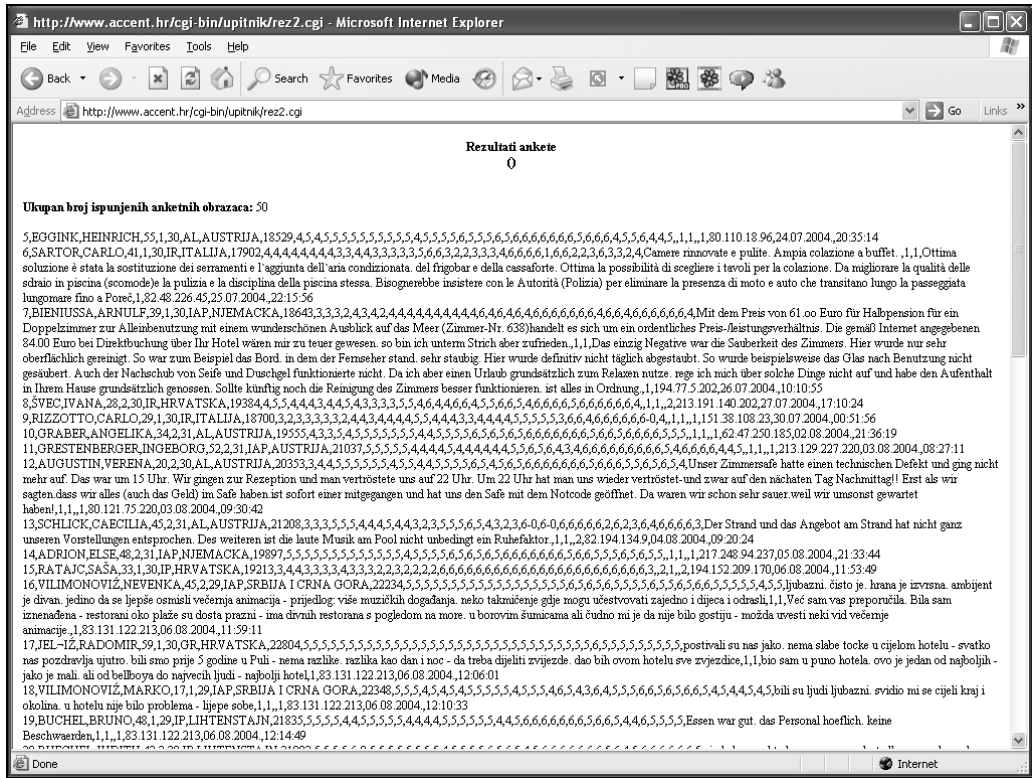 http://www.accent.hr/cgi-bin/upitnik/rez2.cgi - Microsoft Internet Explorer
File Edit View Favorites Tools Help
Back Search Favorites Media
Address http://www.accent.hr/cgi-bin/upitnik/rez2.cgi Go Links »
Rezultati ankete
()
Ukupan broj ispunjenih anketnih obrazaca: 50
5,EGGINK,HEINRICH,55,1,30,AL,AUSTRIJA,18529,4,5,4,5,5,5,5,5,5,5,5,5,4,5,5,5,5,6,5,5,5,6,5,6,6,6,6,6,6,5,6,6,6,4,5,5,6,4,4,5,,1,1,,1,80.110.18.96,24.07.2004.,20:35:14
6,SARTOR,CARLO,41,1,30,IR,ITALIJA,17902,4,4,4,4,4,4,4,3,3,4,4,3,3,3,3,3,5,6,6,3,2,2,3,3,3,4,6,6,6,6,1,6,6,2,2,3,6,3,3,2,4,Camere rinnovate e pulite. Ampia colazione a buffet. ,1,1,Ottima
soluzione è stata la sostituzione dei serramenti e l`aggiunta dell`aria condizionata. del frigobar e della cassaforte. Ottima la possibilità di scegliere i tavoli per la colazione. Da migliorare la qualità delle
sdraio in piscina (scomode)e la pulizia e la disciplina della piscina stessa. Bisognerebbe insistere con le Autorità (Polizia) per eliminare la presenza di moto e auto che transitano lungo la passeggiata
lungomare fino a Poreč,1,82.48.226.45,25.07.2004.,22:15:56
7,BIENIUSSA,ARNULF,39,1,30,IAP,NJEMACKA,18643,3,3,3,2,4,3,4,2,4,4,4,4,4,4,4,4,4,6,4,6,4,6,4,6,6,6,6,6,6,4,6,6,4,6,6,6,6,6,4,Mit dem Preis von 61.oo Euro für Halbpension für ein
Doppelzimmer zur Alleinbenutzung mit einem wunderschönen Ausblick auf das Meer (Zimmer-Nr. 638)handelt es sich um ein ordentliches Preis-/leistungsverhältnis. Die gemäß Internet angegebenen
84.00 Euro bei Direktbuchung über Ihr Hotel wären mir zu teuer gewesen. so bin ich unterm Strich aber zufrieden.,1,1,Das einzig Negative war die Sauberkeit des Zimmers. Hier wurde nur sehr
oberflächlich gereinigt. So war zum Beispiel das Bord. in dem der Fernseher stand. sehr staubig. Hier wurde definitiv nicht täglich abgestaubt. So wurde beispielsweise das Glas nach Benutzung nicht
gesäubert. Auch der Nachschub von Seife und Duschgel funktionierte nicht. Da ich aber einen Urlaub grundsätzlich zum Relaxen nutze. rege ich mich über solche Dinge nicht auf und habe den Aufenthalt
in Ihrem Hause grundsätzlich genossen. Sollte künftig noch die Reinigung des Zimmers besser funktionieren. ist alles in Ordnung.,1,194.77.5.202,26.07.2004.,10:10:55
8,ŠVEC,IVANA,28,2,30,IR,HRVATSKA,19384,4,5,5,4,4,4,3,4,4,5,4,3,3,3,3,5,5,4,6,4,4,6,6,4,5,5,6,6,5,4,6,6,6,5,6,6,6,6,6,4,,1,1,,2,213.191.140.202,27.07.2004.,17:10:24
9,RIZZOTTO,CARLO,29,1,30,IR,ITALIJA,18700,3,2,3,3,3,3,3,2,4,4,3,4,4,4,4,5,5,4,4,4,3,3,4,4,4,4,5,5,5,5,5,3,6,6,4,6,6,6,6,6,6-0,4,,1,1,,1,151.38.108.23,30.07.2004.,00:51:56
10,GRABER,ANGELIKA,34,2,31,AL,AUSTRIJA,19555,4,3,3,5,4,5,5,5,5,5,5,5,4,4,5,5,5,5,6,5,6,5,6,5,6,6,6,6,6,6,5,6,6,5,6,6,6,6,5,5,5,,1,1,,1,62.47.250.185,02.08.2004.,21:36:19
11,GRESTENBERGER,INGEBORG,52,2,31,IAP,AUSTRIJA,21037,5,5,5,5,5,4,4,4,4,5,4,4,4,4,4,4,5,5,6,5,6,4,3,4,6,6,6,6,6,6,6,6,6,5,4,6,6,6,6,4,4,5,,1,1,,1,213.129.227.220,03.08.2004.,08:27:11
12,AUGUSTIN,VERENA,20,2,30,AL,AUSTRIJA,20353,3,4,4,5,5,5,5,5,5,4,5,5,4,4,5,5,5,5,6,5,4,5,6,5,6,6,6,6,6,6,6,5,6,6,6,5,5,6,5,6,5,4,Unser Zimmersafe hatte einen technischen Defekt und ging nicht
mehr auf. Das war um 15 Uhr. Wir gingen zur Rezeption und man vertröstete uns auf 22 Uhr. Um 22 Uhr hat man uns wieder vertröstet-und zwar auf den nächaten Tag Nachmittag!! Erst als wir
sagten.dass wir alles (auch das Geld) im Safe haben.ist sofort einer mitgegangen und hat uns den Safe mit dem Notcode geöffnet. Da waren wir schon sehr sauer.weil wir umsonst gewartet
haben!,1,1,,1,80.121.75.220,03.08.2004.,09:30:42
13,SCHLICK,CAECILIA,45,2,31,AL,AUSTRIJA,21208,3,3,3,5,5,5,4,4,4,5,4,4,3,2,3,5,5,5,6,5,4,3,2,3,6-0,6-0,6,6,6,6,6,2,6,2,3,6,4,6,6,6,6,3,Der Strand und das Angebot am Strand hat nicht ganz
unseren Vorstellungen entsprochen. Des weiteren ist die laute Musik am Pool nicht unbedingt ein Ruhefaktor.,1,1,,2,82.194.134.9,04.08.2004.,09:20:24
14,ADRION,ELSE,48,2,31,IAP,NJEMACKA,19897,5,5,5,5,5,5,5,5,5,5,5,5,4,5,5,5,6,5,6,5,6,5,6,6,6,6,6,6,6,6,6,5,6,6,5,6,5,6,6,5,5,,1,1,,1,217.248.94.237,05.08.2004.,21:33:44
15,RATAJC,SAŠA,33,1,30,IP,HRVATSKA,19213,3,4,4,3,3,3,3,4,3,3,3,2,2,3,2,2,2,2,6,6,6,6,6,6,6,6,6,6,6,6,6,6,6,6,6,6,6,6,6,3,,2,1,,2,194.152.209.170,06.08.2004.,11:53:49
16,VILIMONOVIŹ,NEVENKA,45,2,29,IAP,SRBIJA I CRNA GORA,22234,5,5,5,5,5,5,5,5,5,5,5,5,5,5,5,5,5,5,6,5,5,5,5,5,6,5,6,6,5,5,5,5,5,4,5,5,ljubazni. čisto je. hrana je izvrsna. ambijent
je divan. jedino da se ljepše osmisli večernja animacija - prijedlog: više muzičkih događanja. neko takmičenje gdje mogu učestvovati zajedno i dijeca i odrasli,1,1,Već sam vas preporučila. Bila sam
iznenađena - restorani oko plaže su dosta prazni - ima divnih restorana s pogledom na more. u borovim šumicama ali čudno mi je da nije bilo gostiju - možda uvesti neki vid večernje
animacije.,1,83.131.122.213,06.08.2004.,11:59:11
17,JEL¬IŹ,RADOMIR,59,1,30,GR,HRVATSKA,22804,5,5,5,5,5,5,5,5,5,5,5,5,5,5,5,5,5,5,5,5,5,5,5,5,5,5,5,5,5,5,5,5,5,5,5,5,5,postivali su nas jako. nema slabe tocke u cijelom hotelu - svatko
nas pozdravlja ujutro. bili smo prije 5 godine u Puli - nema razlike. razlika kao dan i noc - da treba dijeliti zvijezde. dao bih ovom hotelu sve zvjezdice,1,1,bio sam u puno hotela. ovo je jedan od najboljih -
jako je mali. ali od bellboya do najvecih ljudi - najbolji hotel,1,83.131.122.213,06.08.2004.,12:06:01
18,VILIMONOVIŹ,MARKO,17,1,29,IAP,SRBIJA I CRNA GORA,22348,5,5,5,4,5,4,5,4,5,5,5,5,4,5,5,5,5,4,6,5,4,3,6,4,5,5,5,6,6,5,6,5,6,6,5,4,5,4,4,5,5,bili su ljudi ljubazni. svidio mi se cijeli kraj i
okolina. u hotelu nije bilo problema - lijepe sobe,1,1,,1,83.131.122.213,06.08.2004.,12:10:33
19,BUCHEL,BRUNO,48,1,29,IP,LIHTENSTAJN,21835,5,5,5,5,4,5,5,5,5,5,4,4,4,4,5,5,5,5,5,4,4,5,6,6,6,6,6,6,6,5,6,6,5,4,4,6,5,5,5,5,Essen war gut. das Personal hoeflich. keine
Beschwaerden,1,1,,1,83.131.122.213,06.08.2004.,12:14:49
Done Internet